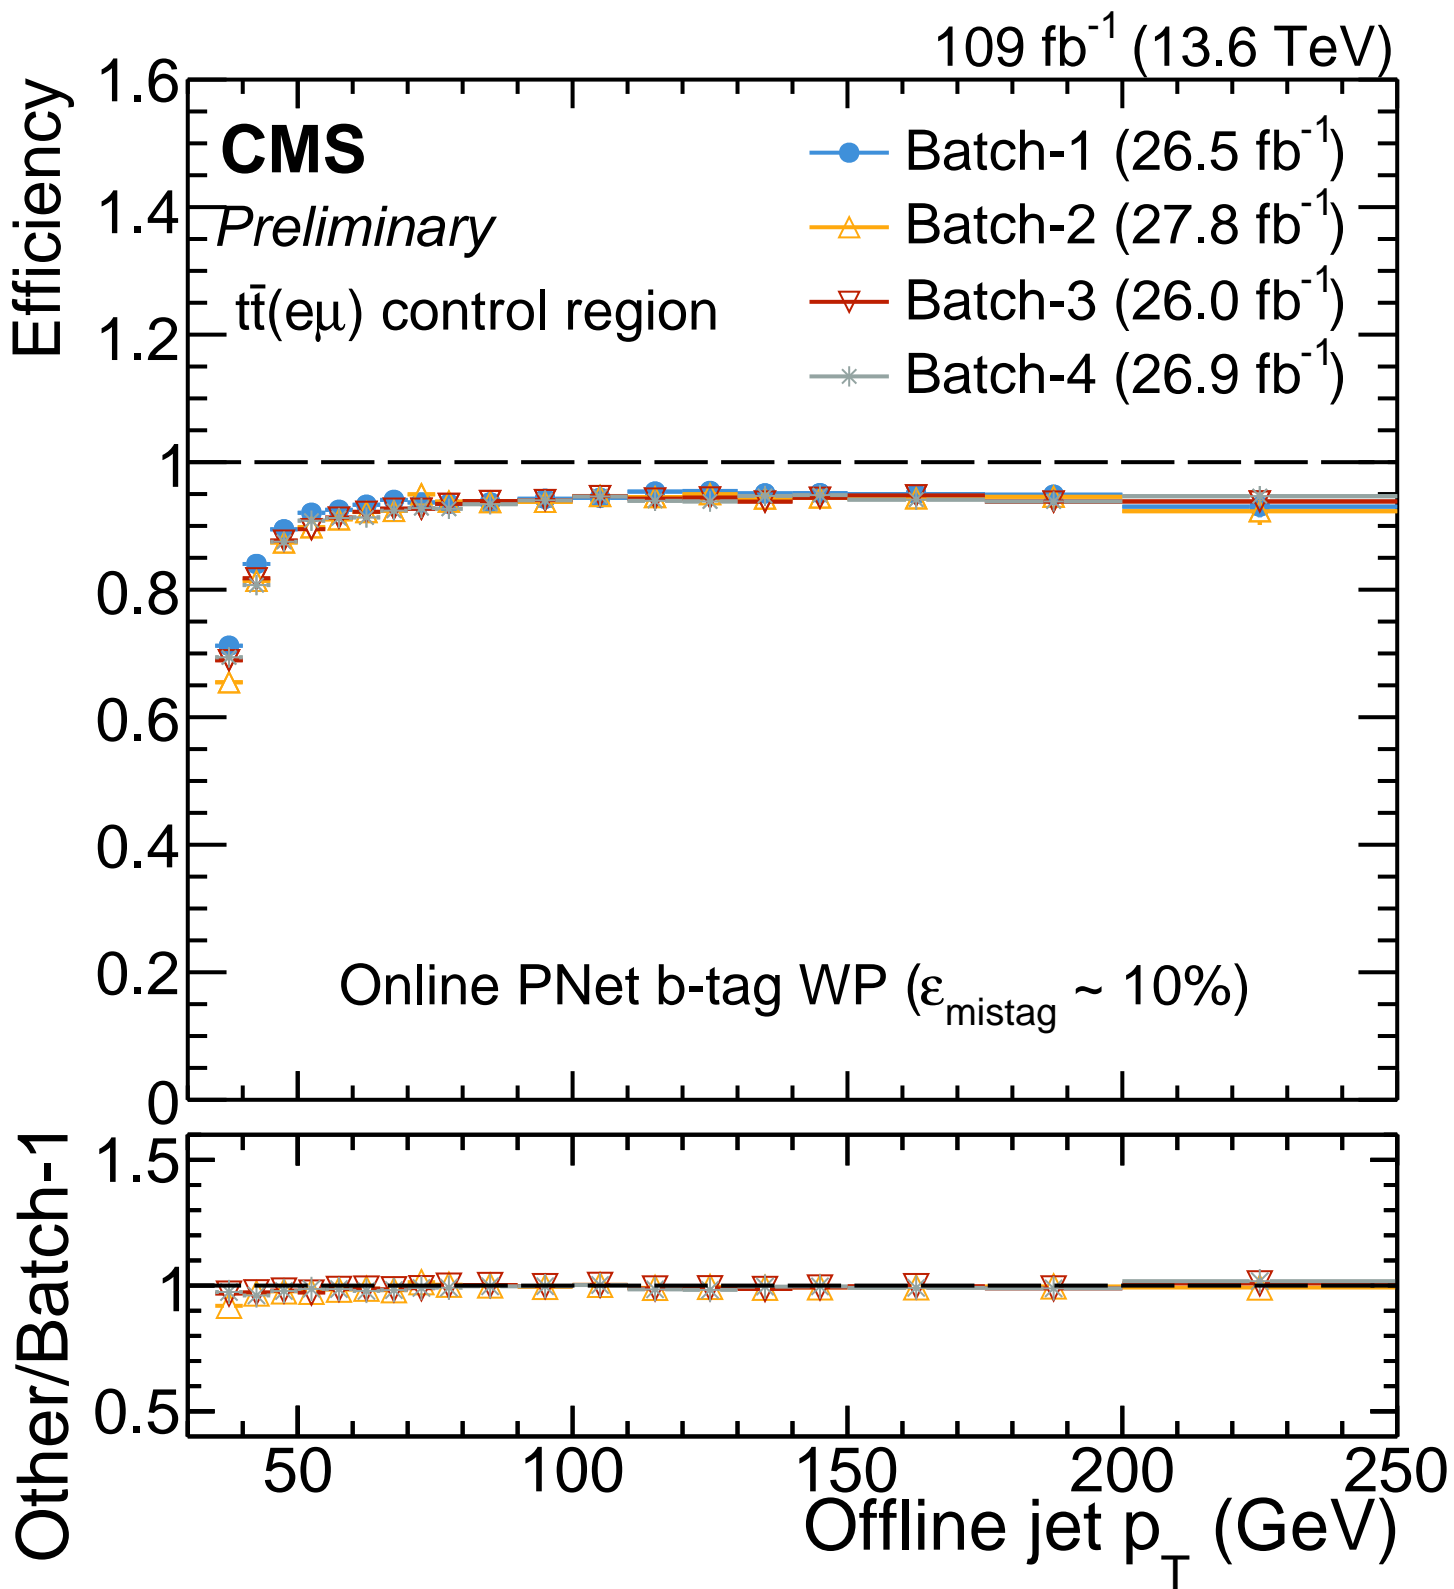 109 fb⁻¹ (13.6 TeV)
Efficiency
1.6
1.4
1.2
1
0.8
0.6
0.4
0.2
0
CMS
Preliminary
tt̄(eμ) control region
Batch-1 (26.5 fb⁻¹)
Batch-2 (27.8 fb⁻¹)
Batch-3 (26.0 fb⁻¹)
Batch-4 (26.9 fb⁻¹)
Online PNet b-tag WP (ε_mistag ~ 10%)
Other/Batch-1
1.5
1
0.5
50 100 150 200 250
Offline jet p_T (GeV)